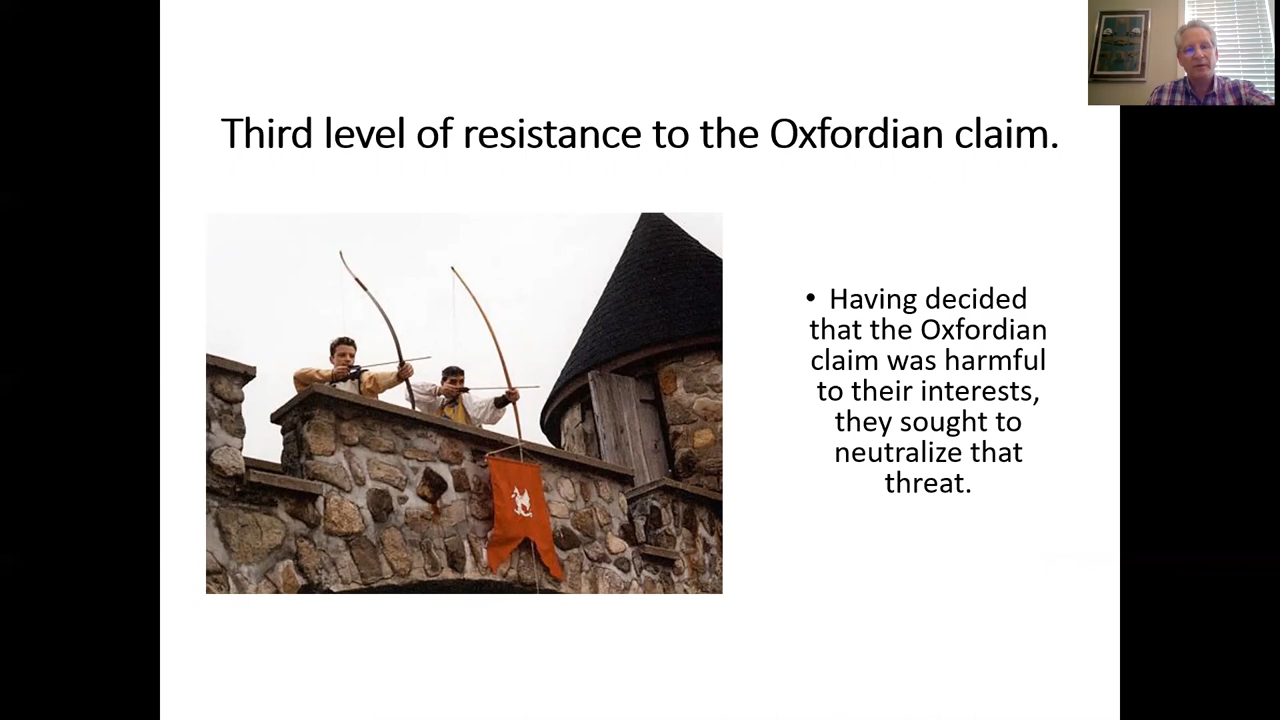 Third level of resistance to the Oxfordian claim.
• Having decided
that the Oxfordian
claim was harmful
to their interests,
they sought to
neutralize that
threat.